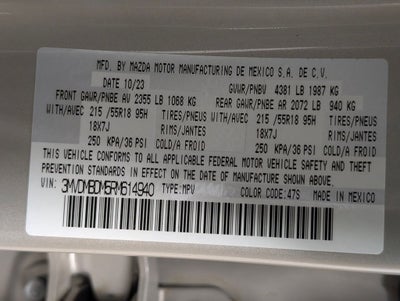 MFD. BY MAZDA MOTOR MANUFACTURING DE MEXICO S.A. DE C.V.
DATE 10/23 GVWR/PNBV 4381 LB 1987 KG
FRONT GAWR/PNBE AV 2355 LB 1068 KG REAR GAWR/PNBE AR 2072 LB 940 KG
WITH/AVEC 215 /55R18 95H TIRES/PNEUS WITH/AVEC 215 /55R18 95H TIRES/PNEUS
18X7J RIMS/JANTES 18X7J RIMS/JANTES
250 KPA/36 PSI COLD/A FROID 250 KPA/36 PSI COLD/A FROID
THIS VEHICLE CONFORMS TO ALL APPLICABLE FEDERAL MOTOR VEHICLE SAFETY AND THEFT
PREVENTION STANDARDS IN EFFECT ON THE DATE OF MANUFACTURE SHOWN ABOVE.
VIN: 3MVDMBDM5RM614940 TYPE:MPV COLOR CODE:47S MADE IN MEXICO